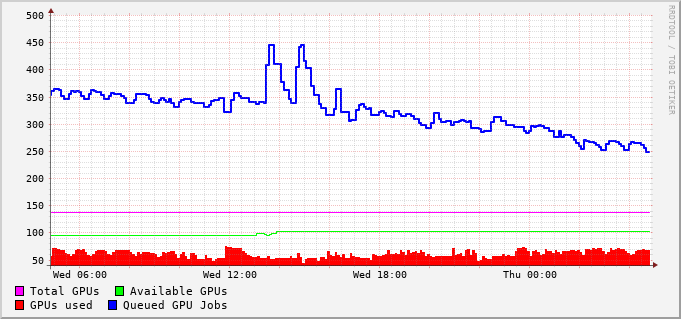 500
450
400
350
300
250
200
150
100
50
Wed 06:00 Wed 12:00 Wed 18:00 Thu 00:00
Total GPUs Available GPUs
GPUs used Queued GPU Jobs
RRDTOOL / TOBI OETIKER